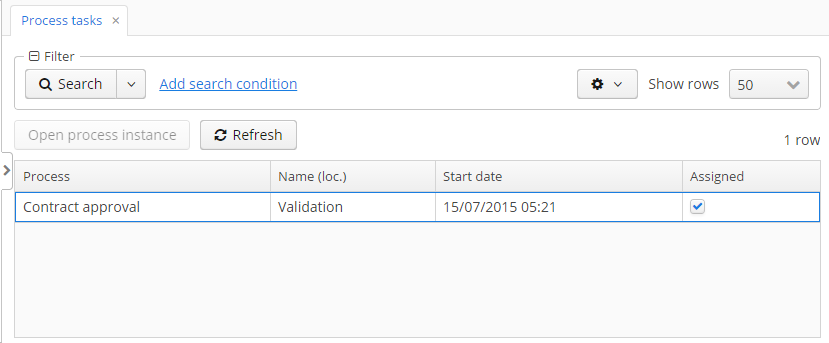 Process tasks ×
Filter
Search Add search condition Show rows 50
Open process instance Refresh 1 row
Process Name (loc.) Start date Assigned
Contract approval Validation 15/07/2015 05:21